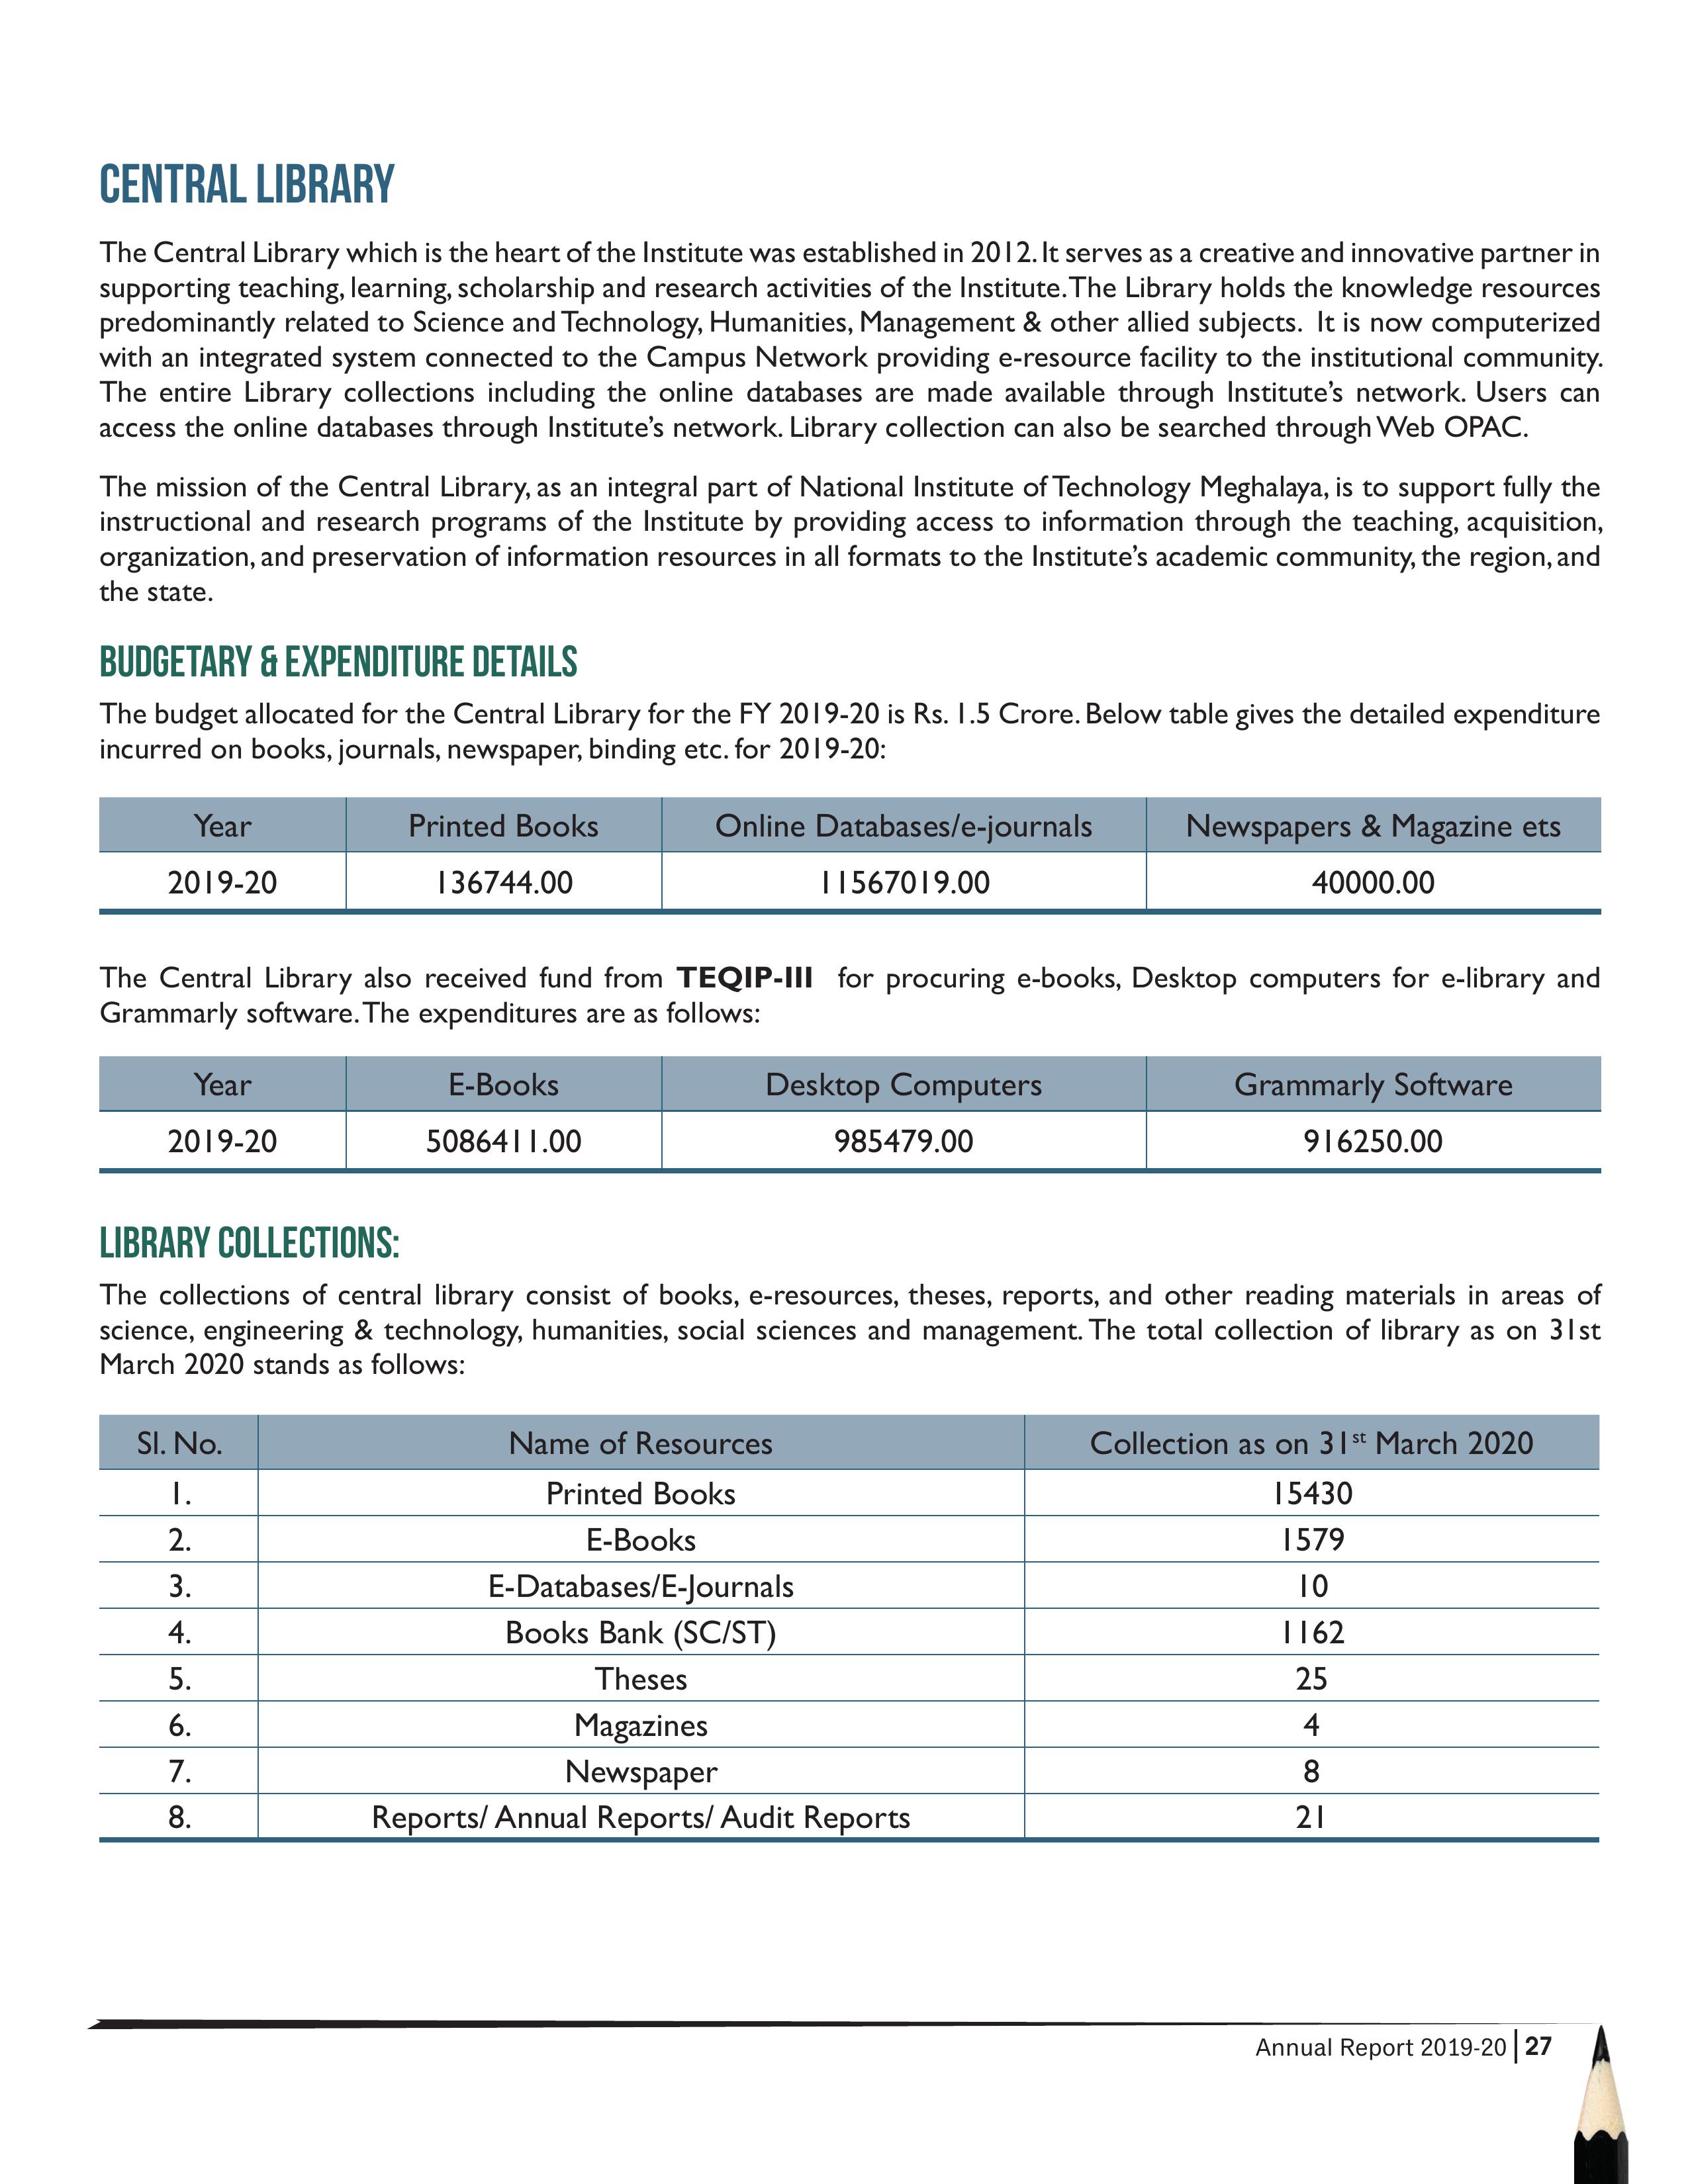 CENTRAL LIBRARY
The Central Library which is the heart of the Institute was established in 2012. It serves as a creative and innovative partner in
supporting teaching, learning, scholarship and research activities of the Institute. The Library holds the knowledge resources
predominantly related to Science and Technology, Humanities, Management & other allied subjects. It is now computerized
with an integrated system connected to the Campus Network providing e-resource facility to the institutional community.
The entire Library collections including the online databases are made available through Institute's network. Users can
access the online databases through Institute's network. Library collection can also be searched through Web OPAC.
The mission of the Central Library, as an integral part of National Institute of Technology Meghalaya, is to support fully the
instructional and research programs of the Institute by providing access to information through the teaching, acquisition,
organization, and preservation of information resources in all formats to the Institute's academic community, the region, and
the state.
BUDGETARY & EXPENDITURE DETAILS
The budget allocated for the Central Library for the FY 2019-20 is Rs. 1.5 Crore. Below table gives the detailed expenditure
incurred on books, journals, newspaper, binding etc. for 2019-20:
Year Printed Books Online Databases/e-journals Newspapers & Magazine ets
2019-20 136744.00 11567019.00 40000.00
The Central Library also received fund from TEQIP-III for procuring e-books, Desktop computers for e-library and
Grammarly software. The expenditures are as follows:
Year E-Books Desktop Computers Grammarly Software
2019-20 5086411.00 985479.00 916250.00
LIBRARY COLLECTIONS:
The collections of central library consist of books, e-resources, theses, reports, and other reading materials in areas of
science, engineering & technology, humanities, social sciences and management. The total collection of library as on 31st
March 2020 stands as follows:
Sl. No. Name of Resources Collection as on 31st March 2020
1. Printed Books 15430
2. E-Books 1579
3. E-Databases/E-Journals 10
4. Books Bank (SC/ST) 1162
5. Theses 25
6. Magazines 4
7. Newspaper 8
8. Reports/ Annual Reports/ Audit Reports 21
Annual Report 2019-20 | 27